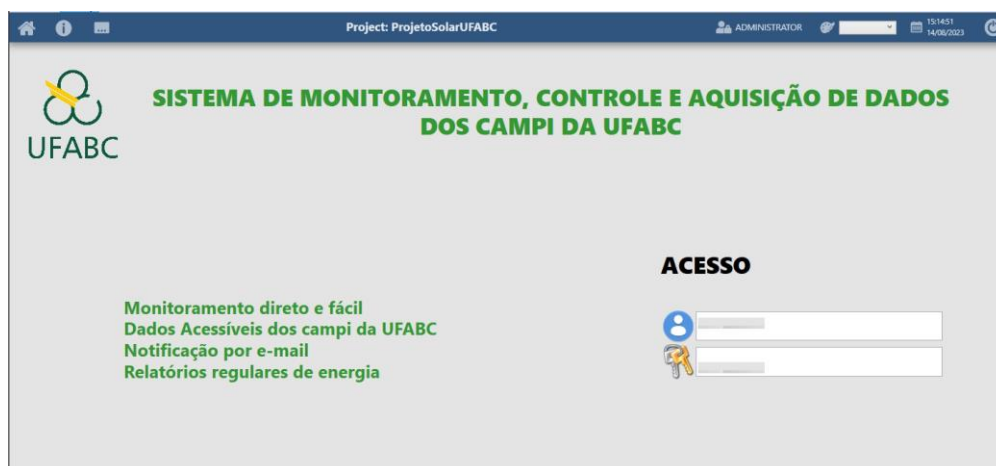 Project: ProjetoSolarUFABC
ADMINISTRATOR
15:14:51
14/08/2023
SISTEMA DE MONITORAMENTO, CONTROLE E AQUISIÇÃO DE DADOS
DOS CAMPI DA UFABC
UFABC
ACESSO
Monitoramento direto e fácil
Dados Acessíveis dos campi da UFABC
Notificação por e-mail
Relatórios regulares de energia